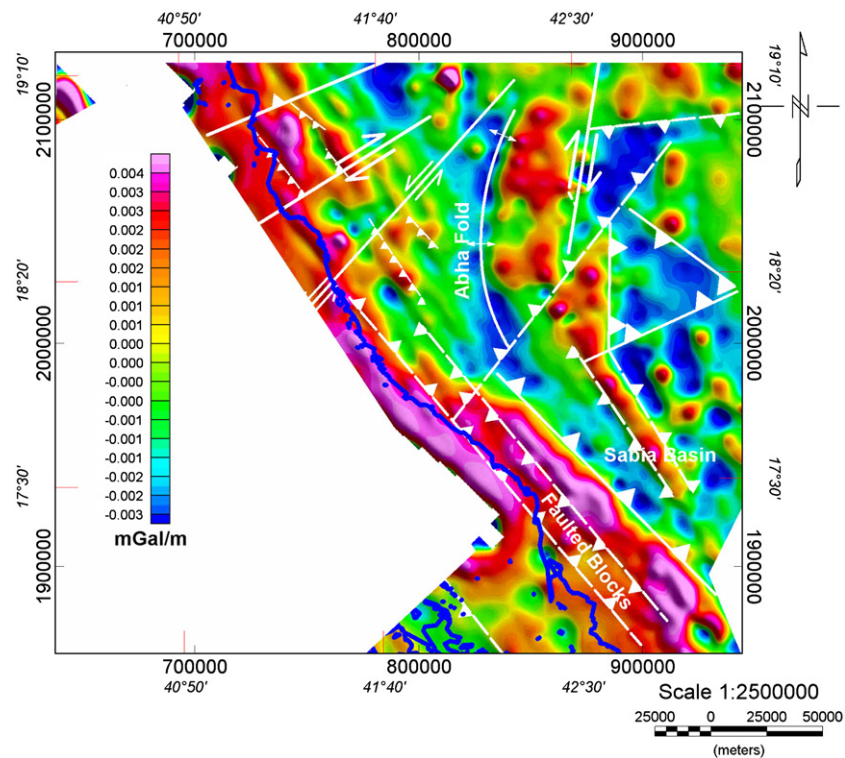 40°50' 41°40' 42°30'
700000 800000 900000
19°10' 19°10'
2100000 2100000
N
0.004
0.003
0.003
0.002
0.002
0.002
0.001
0.001
0.000
0.000
-0.000
-0.000
-0.001
-0.001
-0.001
-0.002
-0.002
-0.003
mGal/m
Abha Fold
18°20' 18°20'
2000000 2000000
Sabia Basin
17°30' 17°30'
Faulted Blocks
1900000 1900000
700000 800000 900000
40°50' 41°40' 42°30'
Scale 1:2500000
25000 0 25000 50000
(meters)